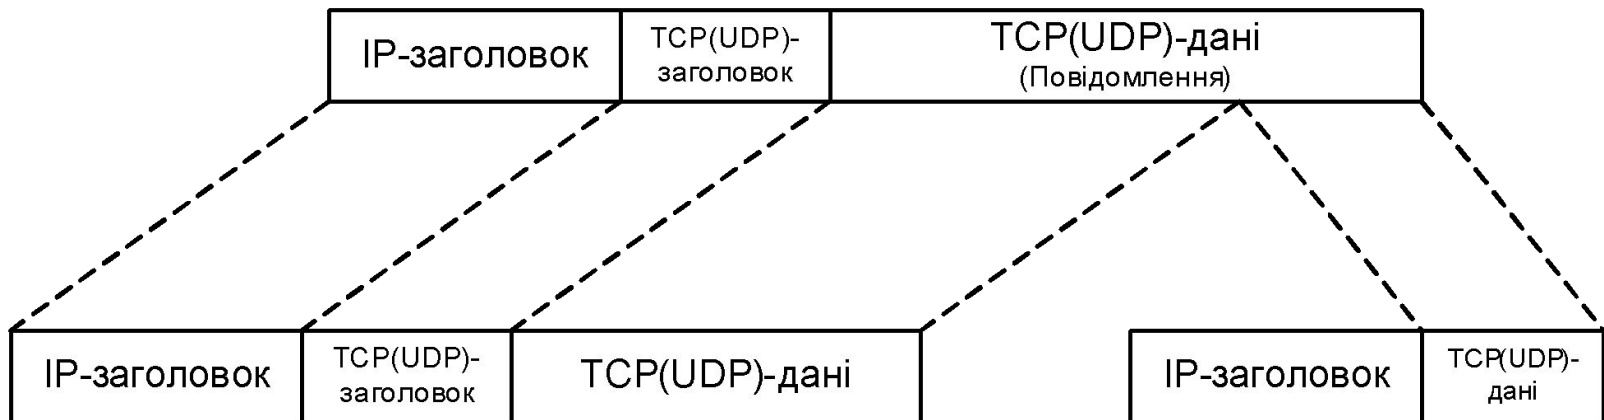 IP-заголовок
TCP(UDP)-
заголовок
TCP(UDP)-дані
(Повідомлення)
IP-заголовок
TCP(UDP)-
заголовок
TCP(UDP)-дані
IP-заголовок
TCP(UDP)-
дані